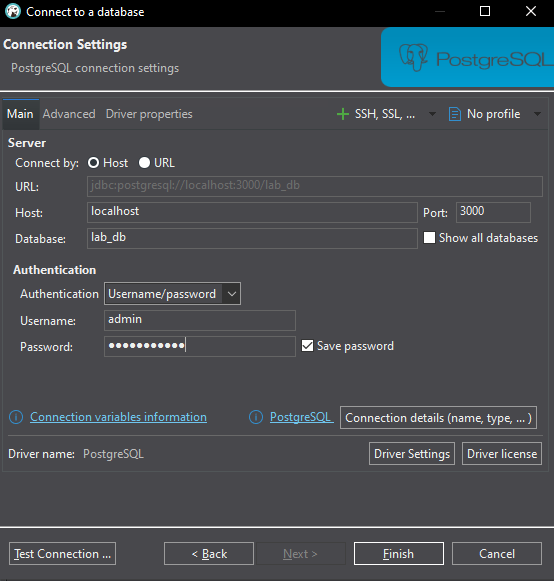 Connect to a database
Connection Settings
PostgreSQL connection settings
PostgreSQL
Main Advanced Driver properties SSH, SSL, ... No profile
Server
Connect by: Host URL
URL: jdbc:postgresql://localhost:3000/lab_db
Host: localhost Port: 3000
Database: lab_db Show all databases
Authentication
Authentication Username/password
Username: admin
Password: ●●●●●●●●●●● Save password
Connection variables information PostgreSQL Connection details (name, type, ... )
Driver name: PostgreSQL Driver Settings Driver license
Test Connection ... < Back Next > Finish Cancel